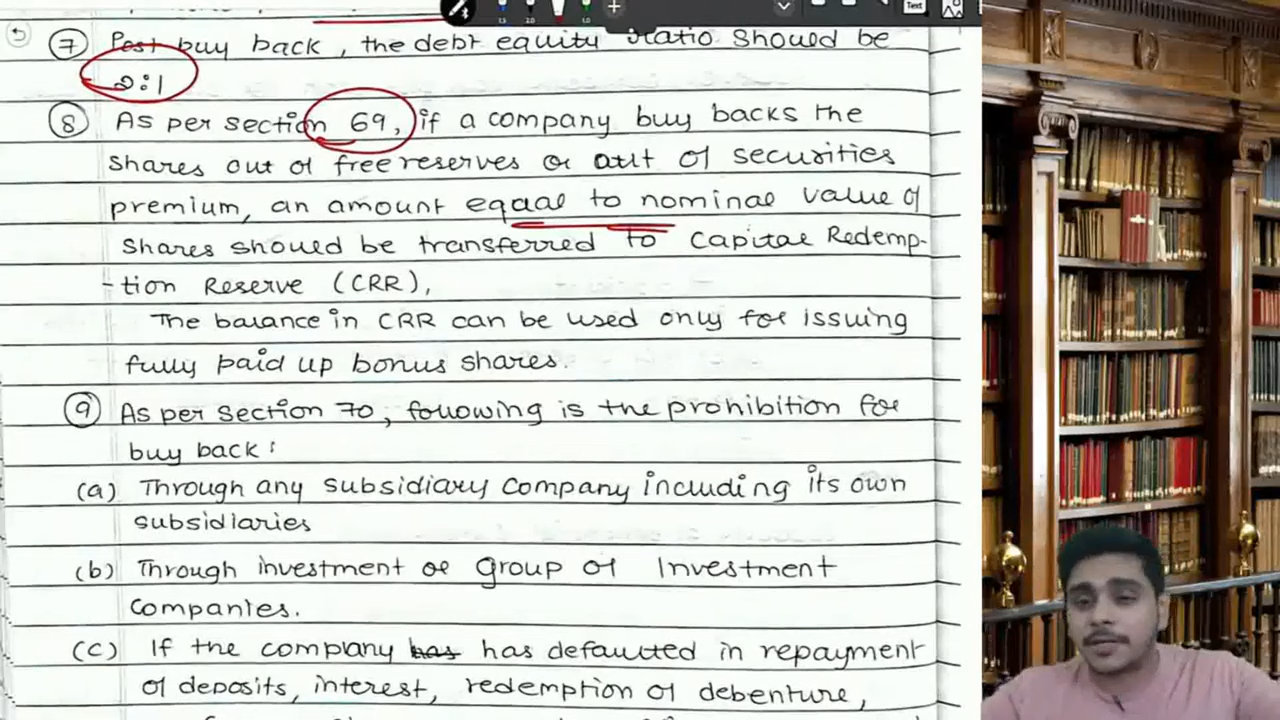 ⑦ Post buy back, the debt equity ratio should be
2:1
⑧ As per section 69, if a company buy backs the
shares out of free reserves or out of securities
premium, an amount equal to nominal value of
shares should be transferred to Capital Redemp-
-tion Reserve (CRR).
The balance in CRR can be used only for issuing
fully paid up bonus shares.
⑨ As per section 70, following is the prohibition for
buy back:
(a) Through any subsidiary company including its own
subsidiaries
(b) Through investment or group of Investment
companies.
(c) If the company has has defaulted in repayment
of deposits, interest, redemption of debenture,